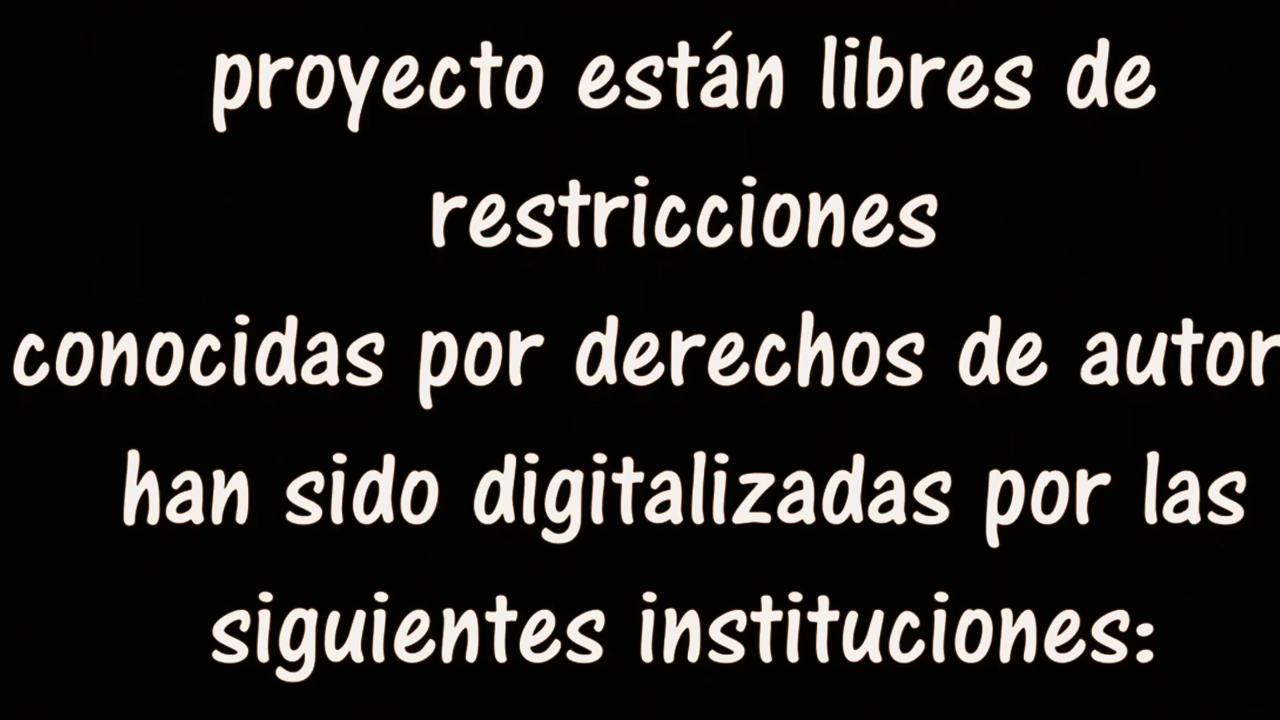 proyecto están libres de
restricciones
conocidas por derechos de autor
han sido digitalizadas por las
siguientes instituciones: